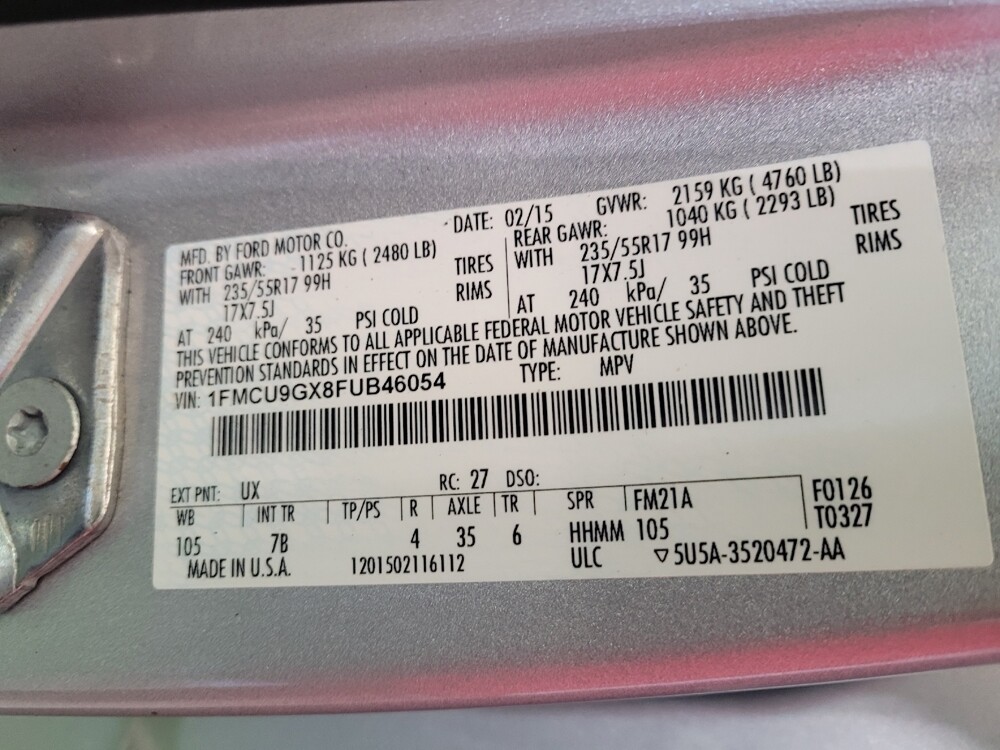 MFD. BY FORD MOTOR CO. DATE: 02/15 GVWR: 2159 KG ( 4760 LB)
FRONT GAWR: 1125 KG ( 2480 LB)
WITH 235/55R17 99H TIRES
17X7.5J RIMS
AT 240 kPa/ 35 PSI COLD
REAR GAWR: 1040 KG ( 2293 LB)
WITH 235/55R17 99H TIRES
17X7.5J RIMS
AT 240 kPa/ 35 PSI COLD
THIS VEHICLE CONFORMS TO ALL APPLICABLE FEDERAL MOTOR VEHICLE SAFETY AND THEFT
PREVENTION STANDARDS IN EFFECT ON THE DATE OF MANUFACTURE SHOWN ABOVE.
VIN: 1FMCU9GX8FUB46054 TYPE: MPV
EXT PNT: UX RC: 27 DSO:
WB INT TR TP/PS R AXLE TR SPR FM21A F0126
105 7B 4 35 6 HHMM 105 T0327
MADE IN U.S.A. 1201502116112 ULC ▽5U5A-3520472-AA